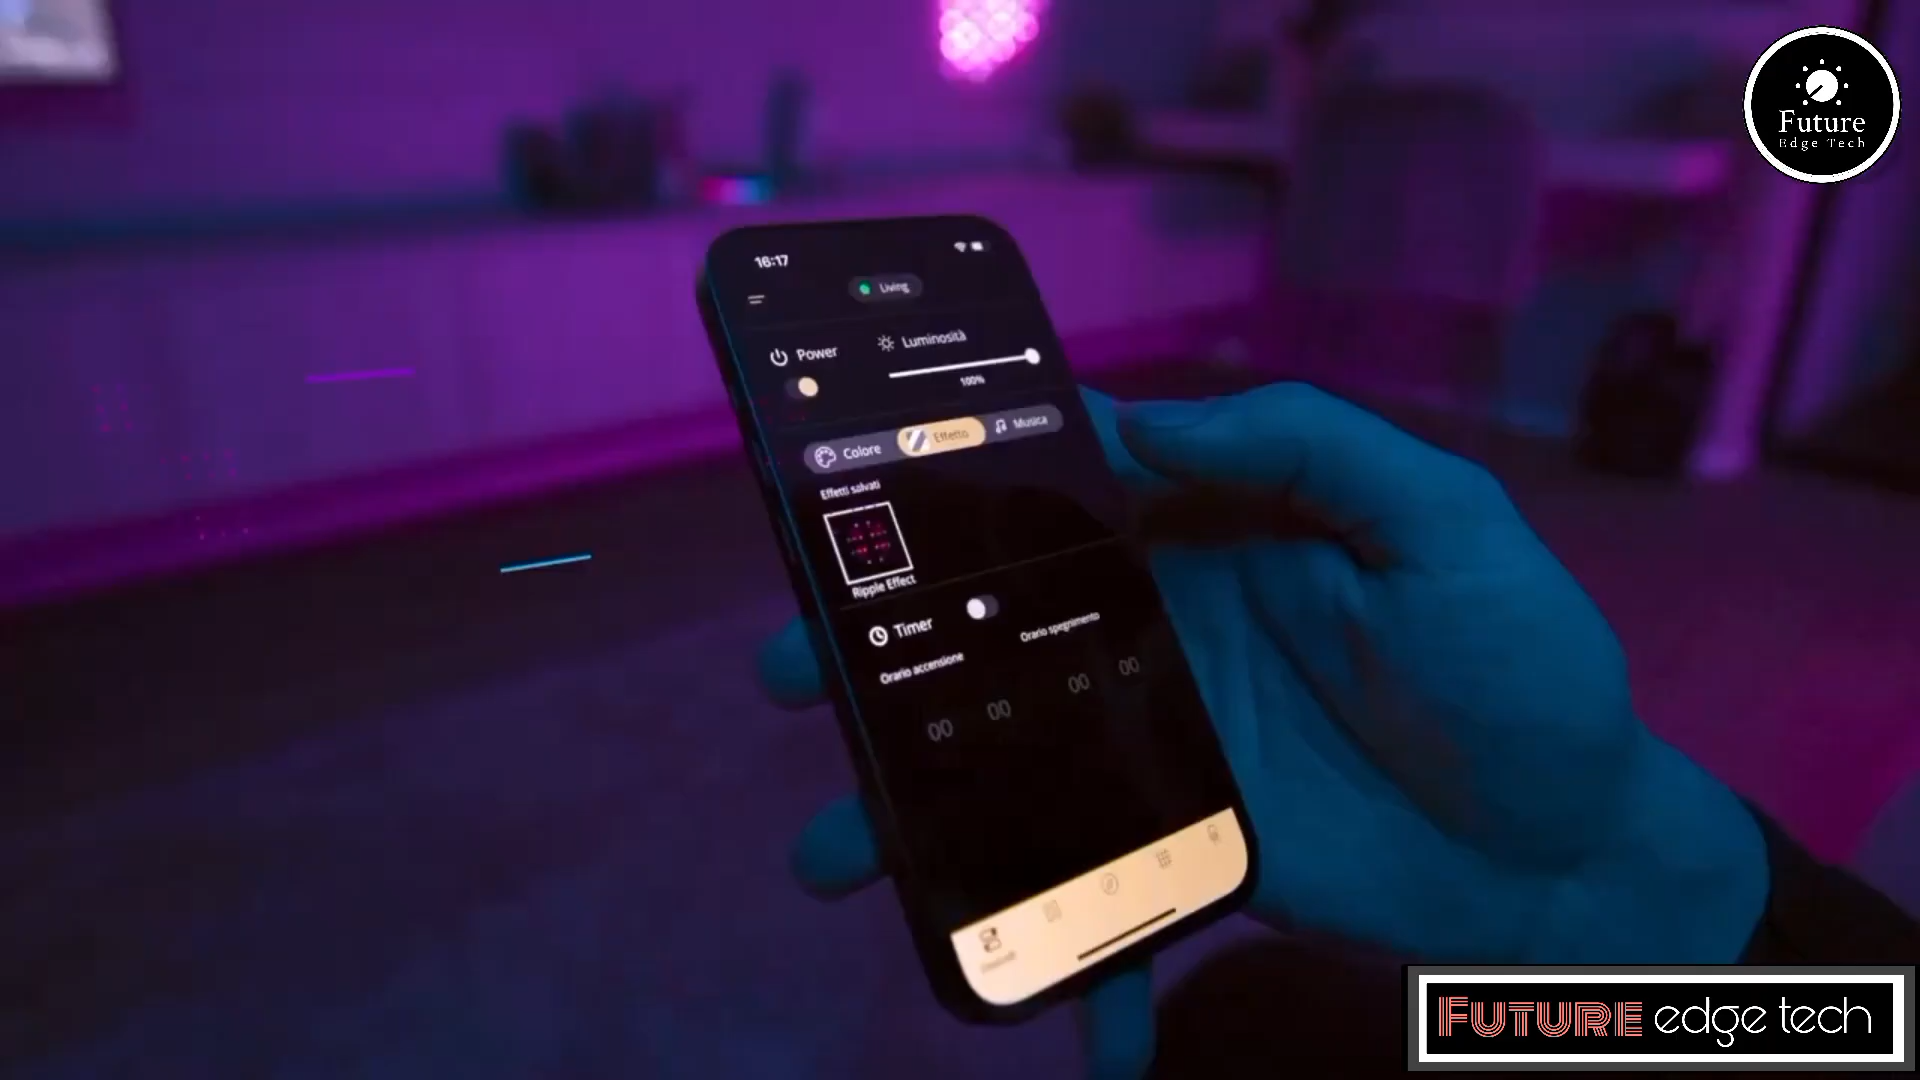 Future
Edge Tech
16:17
Living
Power
Luminosità
100%
Colore
Effetto
Musica
Effetti salvati
Ripple Effect
Timer
Orario accensione
Orario spegnimento
00 00
00 00
FUTURE edge tech